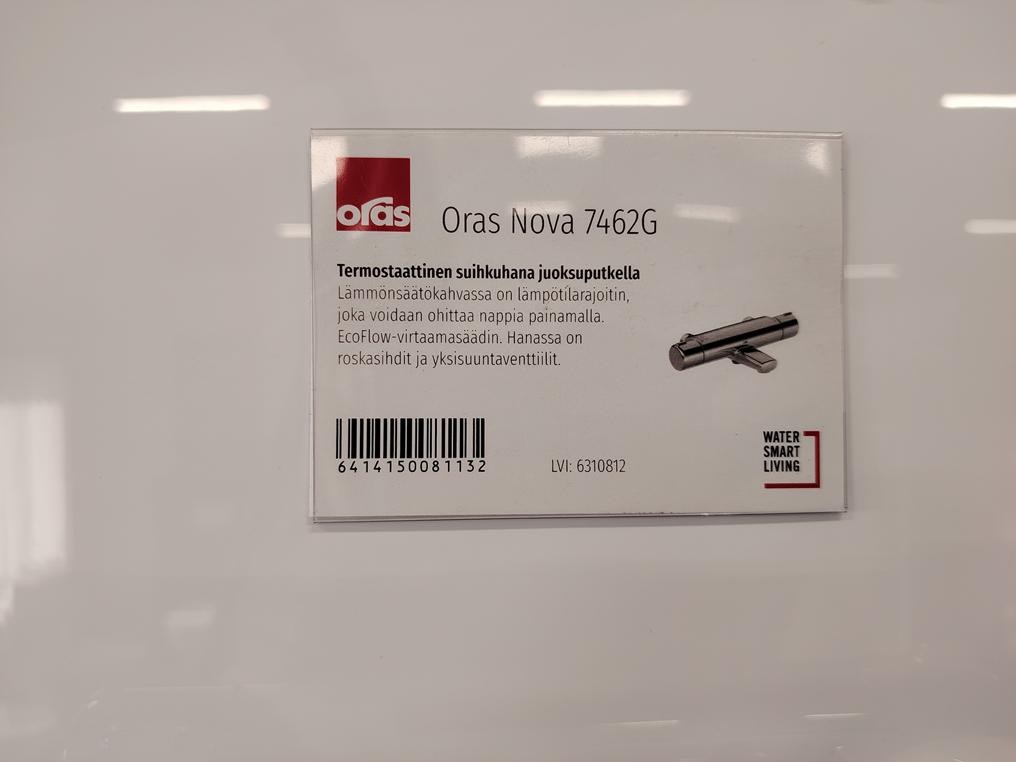 oras
Oras Nova 7462G
Termostaattinen suihkuhana juoksuputkella
Lämmönsäätökahvassa on lämpötilarajoitin,
joka voidaan ohittaa nappia painamalla.
EcoFlow-virtaamasäädin. Hanassa on
roskasihdit ja yksisuuntaventtiilit.
6414150081132
LVI: 6310812
WATER
SMART
LIVING